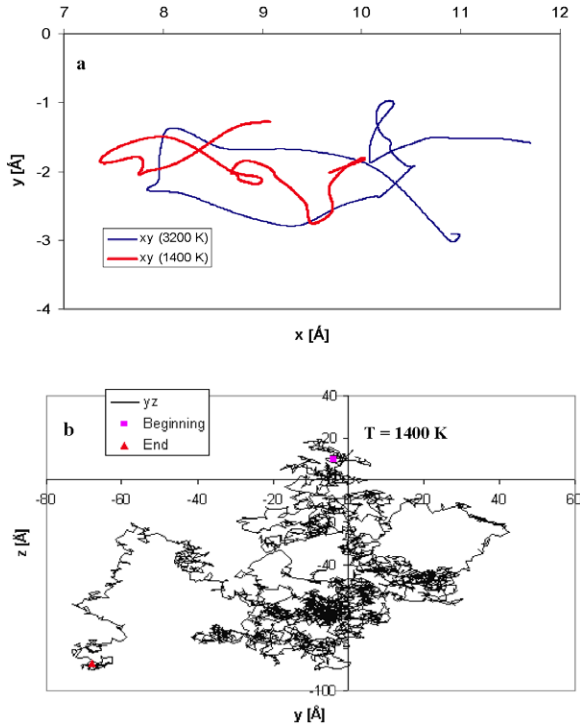 7 8 9 10 11 12
0
a
-1
y [Å]
-2
-3
xy (3200 K)
xy (1400 K)
-4
x [Å]
40
yz
b
Beginning
T = 1400 K
20
End
-80 -60 -40 -20 0 20 40 60
z [Å]
-40
-100
y [Å]